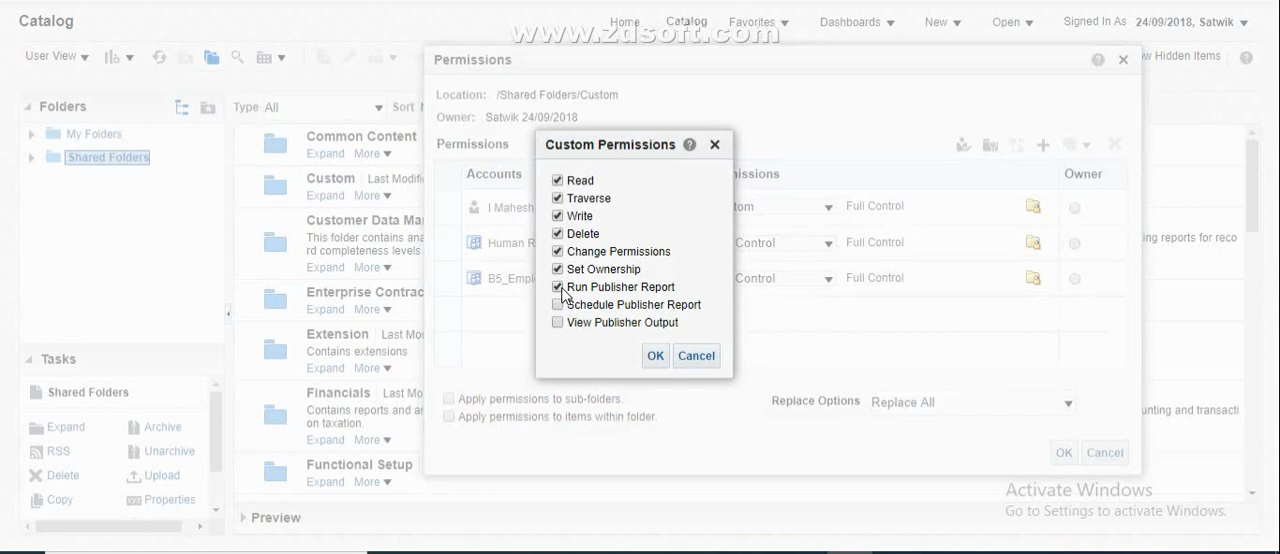 Catalog
Home
Catalog
Favorites
Dashboards
New
Open
Signed In As
24/09/2018, Satwik
www.zdsoft.com
User View
w Hidden Items
Folders
My Folders
Shared Folders
Type All
Sort
Common Content
Expand More
Custom Last Modifi
Expand More
Customer Data Ma
This folder contains ana
rd completeness levels
Expand More
Enterprise Contrac
Expand More
Extension Last Mo
Contains extensions
Expand More
Financials Last Mo
Contains reports and a
on taxation.
Expand More
Functional Setup
Expand More
Preview
Tasks
Shared Folders
Expand
Archive
RSS
Unarchive
Delete
Upload
Copy
Properties
Permissions
Location: /Shared Folders/Custom
Owner: Satwik 24/09/2018
Permissions
Accounts
issions
Owner
I Mahesh
tom
Full Control
Human R
Control
Full Control
B5_Empl
Control
Full Control
Apply permissions to sub-folders.
Apply permissions to items within folder.
Replace Options
Replace All
OK
Cancel
Custom Permissions
Read
Traverse
Write
Delete
Change Permissions
Set Ownership
Run Publisher Report
Schedule Publisher Report
View Publisher Output
OK
Cancel
ing reports for reco
unting and transacti
Activate Windows
Go to Settings to activate Windows.